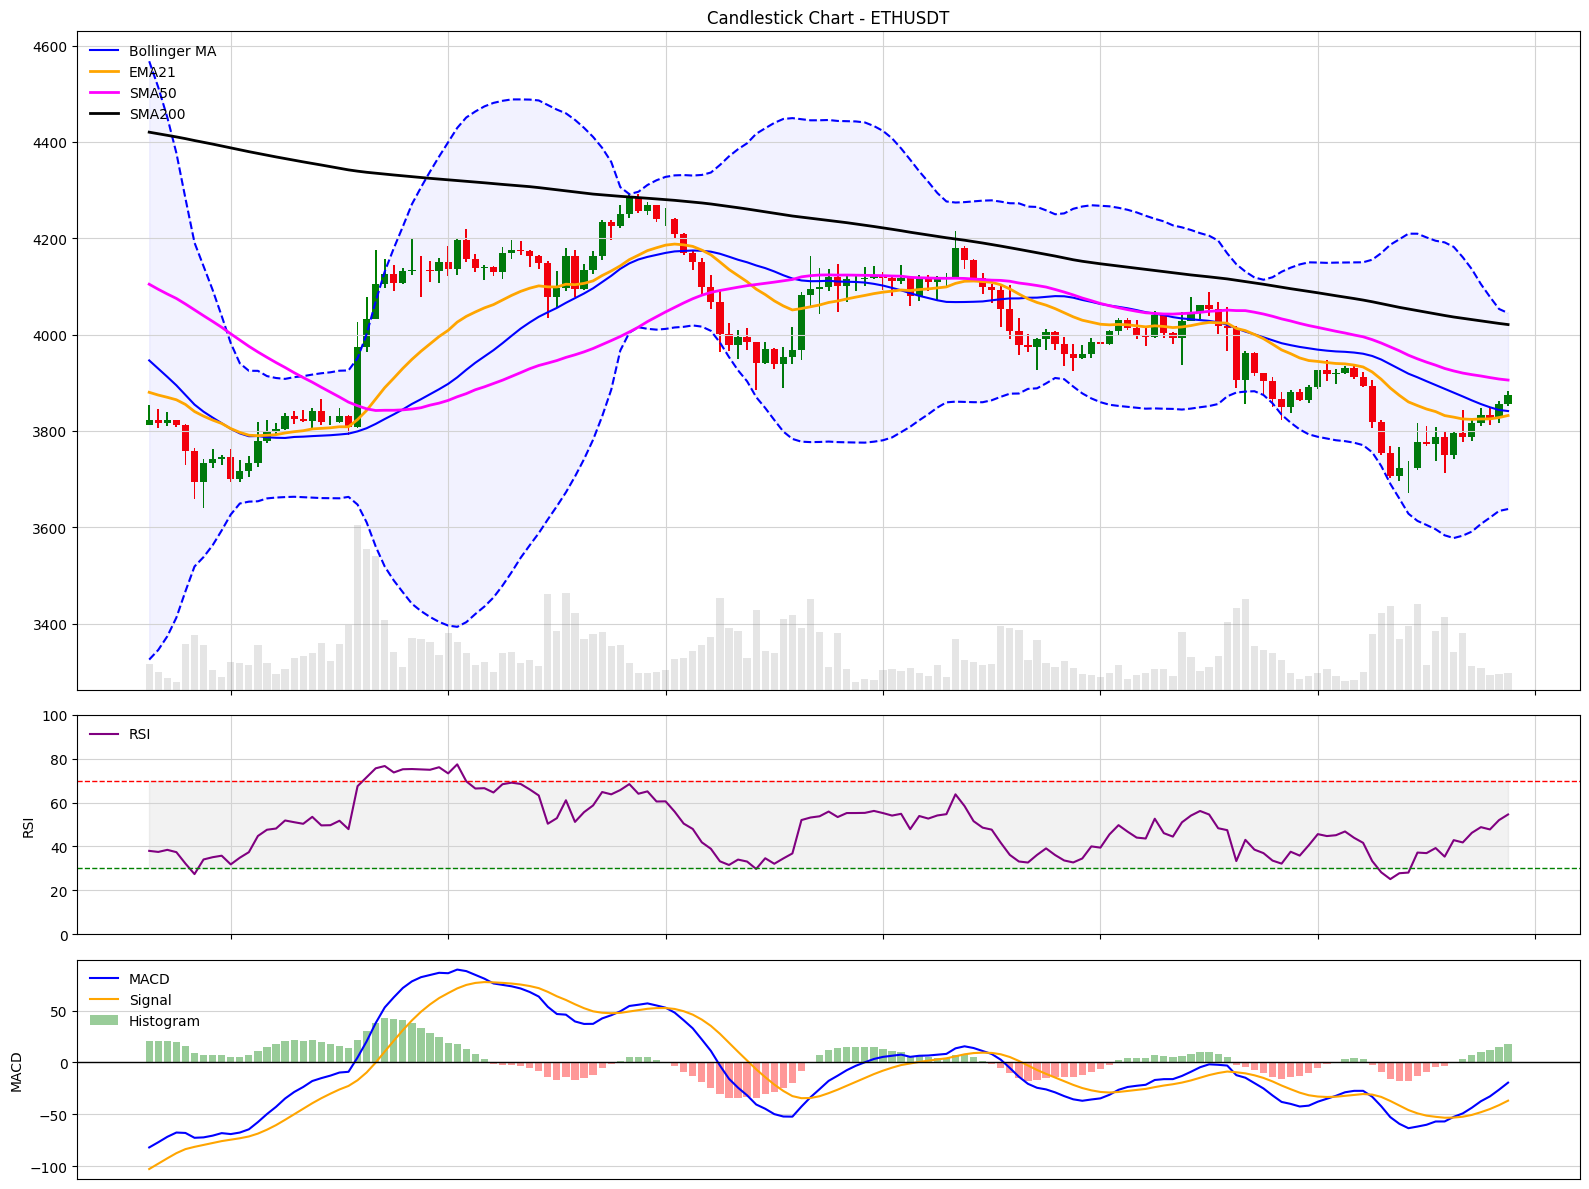 Candlestick Chart - ETHUSDT
Bollinger MA
EMA21
SMA50
SMA200
4600
4400
4200
4000
3800
3600
3400
RSI
100
80
60
40
20
0
RSI
MACD
Signal
Histogram
50
0
−50
−100
MACD